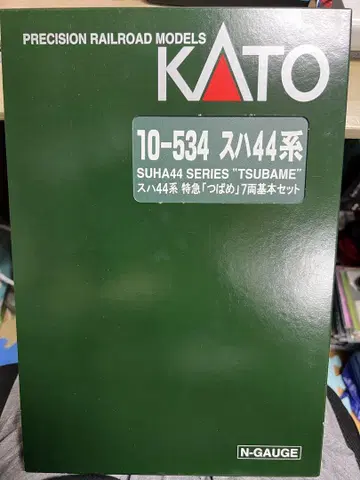 PRECISION RAILROAD MODELS
KATO
10-534 スハ44系
SUHA44 SERIES "TSUBAME"
スハ44系 特急「つばめ」7両基本セット
N-GAUGE